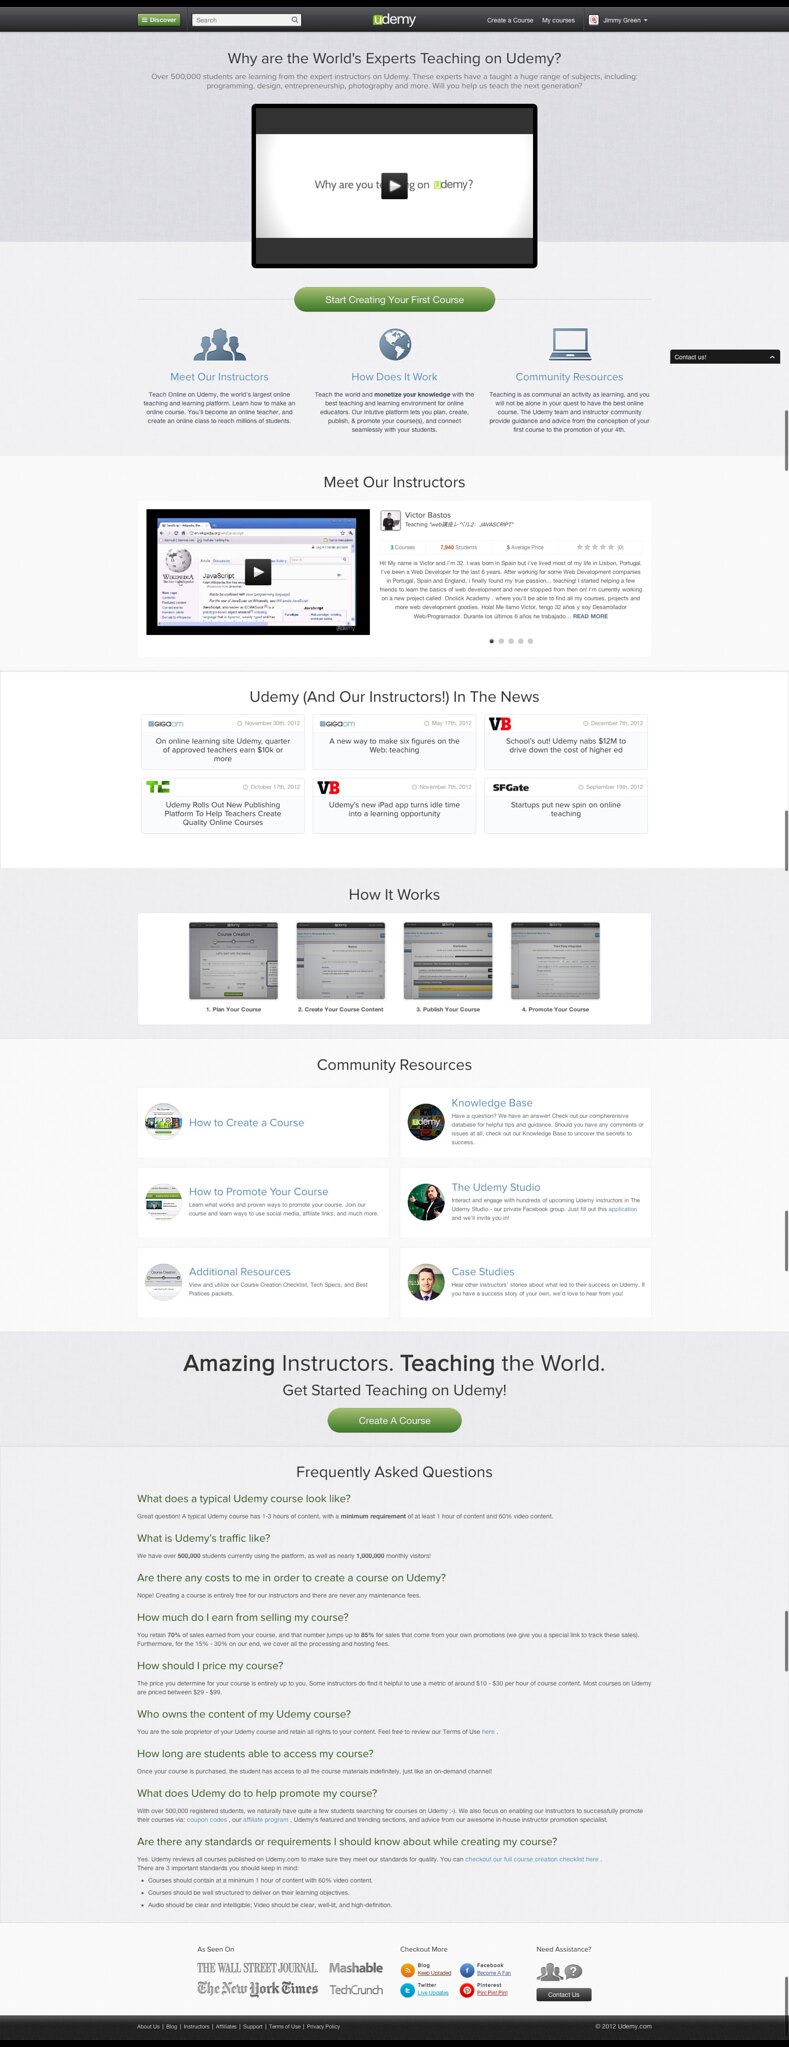 Discover
Search
udemy
Create a Course
My courses
Jimmy Green
Why are the World's Experts Teaching on Udemy?
Over 500,000 students are learning from the expert instructors on Udemy. These experts have a taught a huge range of subjects, including:
programming, design, entrepreneurship, photography and more. Will you help us teach the next generation?
Why are you t g on udemy?
Start Creating Your First Course
Contact us!
Meet Our Instructors
Teach Online on Udemy, the world's largest online
teaching and learning platform. Learn how to make an
online course. You'll become an online teacher, and
create an online class to reach millions of students.
How Does It Work
Teach the world and monetize your knowledge with the
best teaching and learning environment for online
educators. Our intuitive platform lets you plan, create,
publish, & promote your course(s), and connect
seamlessly with your students.
Community Resources
Teaching is as communal an activity as learning, and you
will not be alone in your quest to have the best online
course. The Udemy team and instructor community
provide guidance and advice from the conception of your
first course to the promotion of your 4th.
Meet Our Instructors
WIKIPEDIA
JavaScript
udemy
Victor Bastos
Teaching JAVASCRIPT"
3 Courses
7,940 Students
$ Average Price
(0)
Hi! My name is Victor and I'm 32. I was born in Spain but I've lived most of my life in Lisbon, Portugal.
I've been a Web Developer for the last 6 years. After working for some Web Development companies
in Portugal, Spain and England, I finally found my true passion... teaching! I started helping a few
friends to learn the basics of web development and never stopped from then on! I'm currently working
on a new project called Onclick Academy , where you'll be able to find all my courses, projects and
more web development goodies. Hola! Me llamo Victor, tengo 32 años y soy Desarrollador
Web/Programador. Durante los últimos 6 años he trabajado... READ MORE
Udemy (And Our Instructors!) In The News
GIGAOM
November 30th, 2012
On online learning site Udemy, quarter
of approved teachers earn $10k or
more
GIGAOM
May 17th, 2012
A new way to make six figures on the
Web: teaching
VB
December 7th, 2012
School's out! Udemy nabs $12M to
drive down the cost of higher ed
TC
October 17th, 2012
Udemy Rolls Out New Publishing
Platform To Help Teachers Create
Quality Online Courses
VB
November 7th, 2012
Udemy's new iPad app turns idle time
into a learning opportunity
SFGate
September 19th, 2012
Startups put new spin on online
teaching
How It Works
Course Creation
1. Plan Your Course
2. Create Your Course Content
3. Publish Your Course
4. Promote Your Course
Community Resources
How to Create a Course
udemy
Knowledge Base
Have a question? We have an answer! Check out our comphrerensive
database for helpful tips and guidance. Should you have any comments or
issues at all, check out our Knowledge Base to uncover the secrets to
success.
How to Promote Your Course
Learn what works and proven ways to promote your course. Join our
course and learn ways to use social media, affiliate links, and much more.
The Udemy Studio
Interact and engage with hundreds of upcoming Udemy instructors in The
Udemy Studio - our private Facebook group. Just fill out this application
and we'll invite you in!
Course Creation
Additional Resources
View and utilize our Course Creation Checklist, Tech Specs, and Best
Pratices packets.
Case Studies
Hear other instructors' stories about what led to their success on Udemy. If
you have a success story of your own, we'd love to hear from you!
Amazing Instructors. Teaching the World.
Get Started Teaching on Udemy!
Create A Course
Frequently Asked Questions
What does a typical Udemy course look like?
Great question! A typical Udemy course has 1-3 hours of content, with a minimum requirement of at least 1 hour of content and 60% video content.
What is Udemy's traffic like?
We have over 500,000 students currently using the platform, as well as nearly 1,000,000 monthly visitors!
Are there any costs to me in order to create a course on Udemy?
Nope! Creating a course is entirely free for our instructors and there are never any maintenance fees.
How much do I earn from selling my course?
You retain 70% of sales earned from your course, and that number jumps up to 85% for sales that come from your own promotions (we give you a special link to track these sales).
Furthermore, for the 15% - 30% on our end, we cover all the processing and hosting fees.
How should I price my course?
The price you determine for your course is entirely up to you. Some instructors do find it helpful to use a metric of around $10 - $30 per hour of course content. Most courses on Udemy
are priced between $29 - $99.
Who owns the content of my Udemy course?
You are the sole proprietor of your Udemy course and retain all rights to your content. Feel free to review our Terms of Use here .
How long are students able to access my course?
Once your course is purchased, the student has access to all the course materials indefinitely, just like an on-demand channel!
What does Udemy do to help promote my course?
With over 500,000 registered students, we naturally have quite a few students searching for courses on Udemy :-). We also focus on enabling our instructors to successfully promote
their courses via: coupon codes , our affiliate program , Udemy's featured and trending sections, and advice from our awesome in-house instructor promotion specialist.
Are there any standards or requirements I should know about while creating my course?
Yes. Udemy reviews all courses published on Udemy.com to make sure they meet our standards for quality. You can checkout our full course creation checklist here .
There are 3 important standards you should keep in mind:
Courses should contain at a minimum 1 hour of content with 60% video content.
Courses should be well structured to deliver on their learning objectives.
Audio should be clear and intelligible; Video should be clear, well-lit, and high-definition.
As Seen On
THE WALL STREET JOURNAL.
Mashable
The New York Times
TechCrunch
Checkout More
Blog
Keep Uptaded
Facebook
Become A Fan
Twitter
Live Updates
Pinterest
Pin! Pin! Pin!
Need Assistance?
Contact Us
About Us | Blog | Instructors | Affiliates | Support | Terms of Use | Privacy Policy
© 2012 Udemy.com